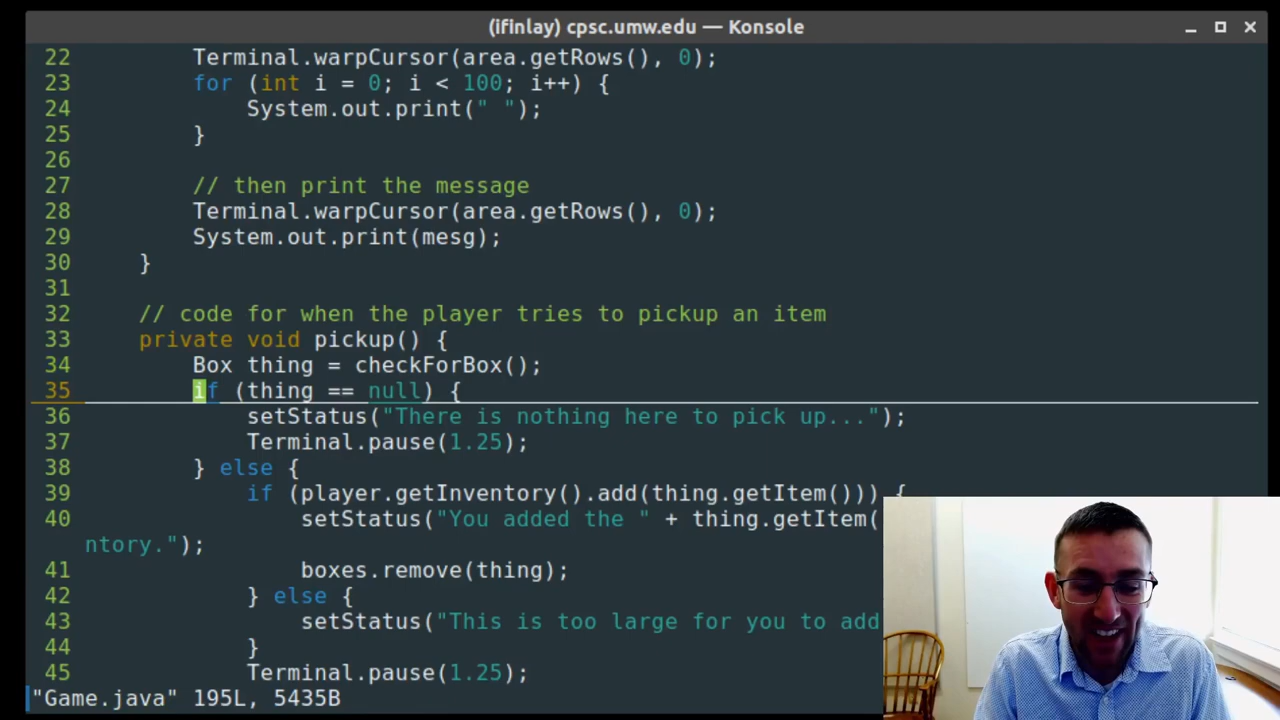 (ifinlay) cpsc.umw.edu — Konsole
22 Terminal.warpCursor(area.getRows(), 0);
23 for (int i = 0; i < 100; i++) {
24 System.out.print(" ");
25 }
26
27 // then print the message
28 Terminal.warpCursor(area.getRows(), 0);
29 System.out.print(mesg);
30 }
31
32 // code for when the player tries to pickup an item
33 private void pickup() {
34 Box thing = checkForBox();
35 if (thing == null) {
36 setStatus("There is nothing here to pick up...");
37 Terminal.pause(1.25);
38 } else {
39 if (player.getInventory().add(thing.getItem())) {
40 setStatus("You added the " + thing.getItem(
ntory.");
41 boxes.remove(thing);
42 } else {
43 setStatus("This is too large for you to add
44 }
45 Terminal.pause(1.25);
"Game.java" 195L, 5435B